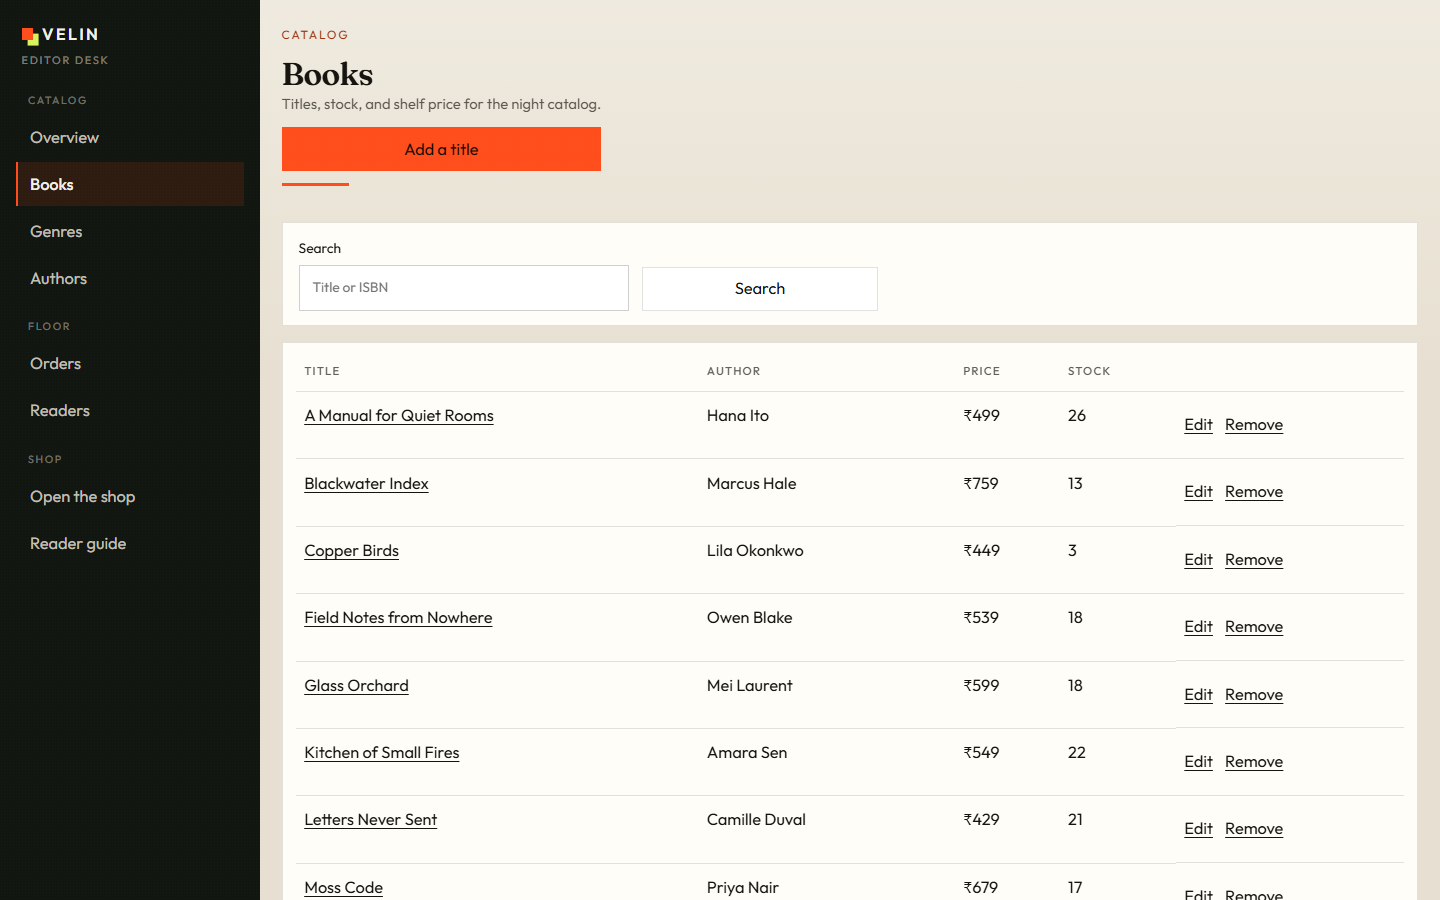 VELIN
EDITOR DESK
CATALOG
Overview
Books
Genres
Authors
FLOOR
Orders
Readers
SHOP
Open the shop
Reader guide
CATALOG
Books
Titles, stock, and shelf price for the night catalog.
Add a title
Search
Title or ISBN
Search
TITLE AUTHOR PRICE STOCK
A Manual for Quiet Rooms Hana Ito ₹499 26 Edit Remove
Blackwater Index Marcus Hale ₹759 13 Edit Remove
Copper Birds Lila Okonkwo ₹449 3 Edit Remove
Field Notes from Nowhere Owen Blake ₹539 18 Edit Remove
Glass Orchard Mei Laurent ₹599 18 Edit Remove
Kitchen of Small Fires Amara Sen ₹549 22 Edit Remove
Letters Never Sent Camille Duval ₹429 21 Edit Remove
Moss Code Priya Nair ₹679 17 Edit Remove